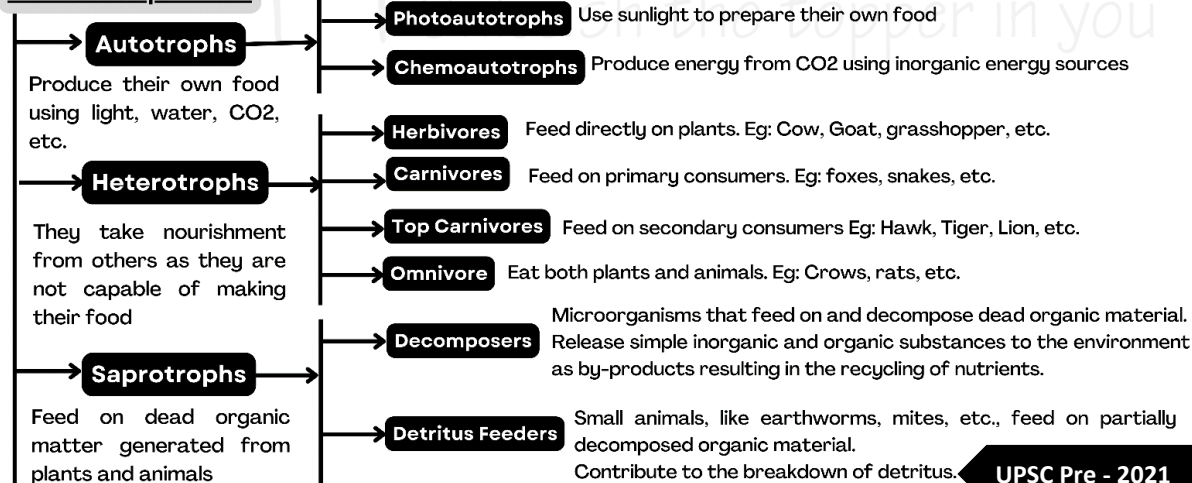 Photoautotrophs Use sunlight to prepare their own food
Autotrophs
Chemoautotrophs Produce energy from CO2 using inorganic energy sources
Produce their own food
using light, water, CO2,
etc.
Herbivores Feed directly on plants. Eg: Cow, Goat, grasshopper, etc.
Heterotrophs
Carnivores Feed on primary consumers. Eg: foxes, snakes, etc.
They take nourishment
from others as they are
not capable of making
their food
Top Carnivores Feed on secondary consumers Eg: Hawk, Tiger, Lion, etc.
Omnivore Eat both plants and animals. Eg: Crows, rats, etc.
Saprotrophs
Feed on dead organic
matter generated from
plants and animals
Decomposers
Microorganisms that feed on and decompose dead organic material.
Release simple inorganic and organic substances to the environment
as by-products resulting in the recycling of nutrients.
Detritus Feeders
Small animals, like earthworms, mites, etc., feed on partially
decomposed organic material.
Contribute to the breakdown of detritus.
UPSC Pre - 2021
the topper in you